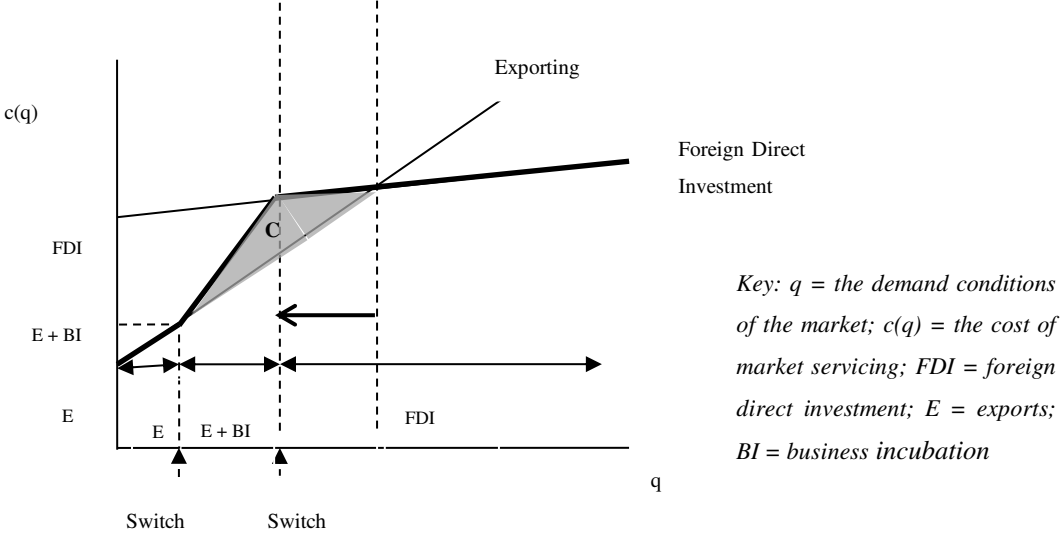 Exporting
c(q)
Foreign Direct
Investment
C
FDI
Key: q = the demand conditions
of the market; c(q) = the cost of
market servicing; FDI = foreign
direct investment; E = exports;
BI = business incubation
E + BI
E
E
E + BI
FDI
q
Switch
Switch